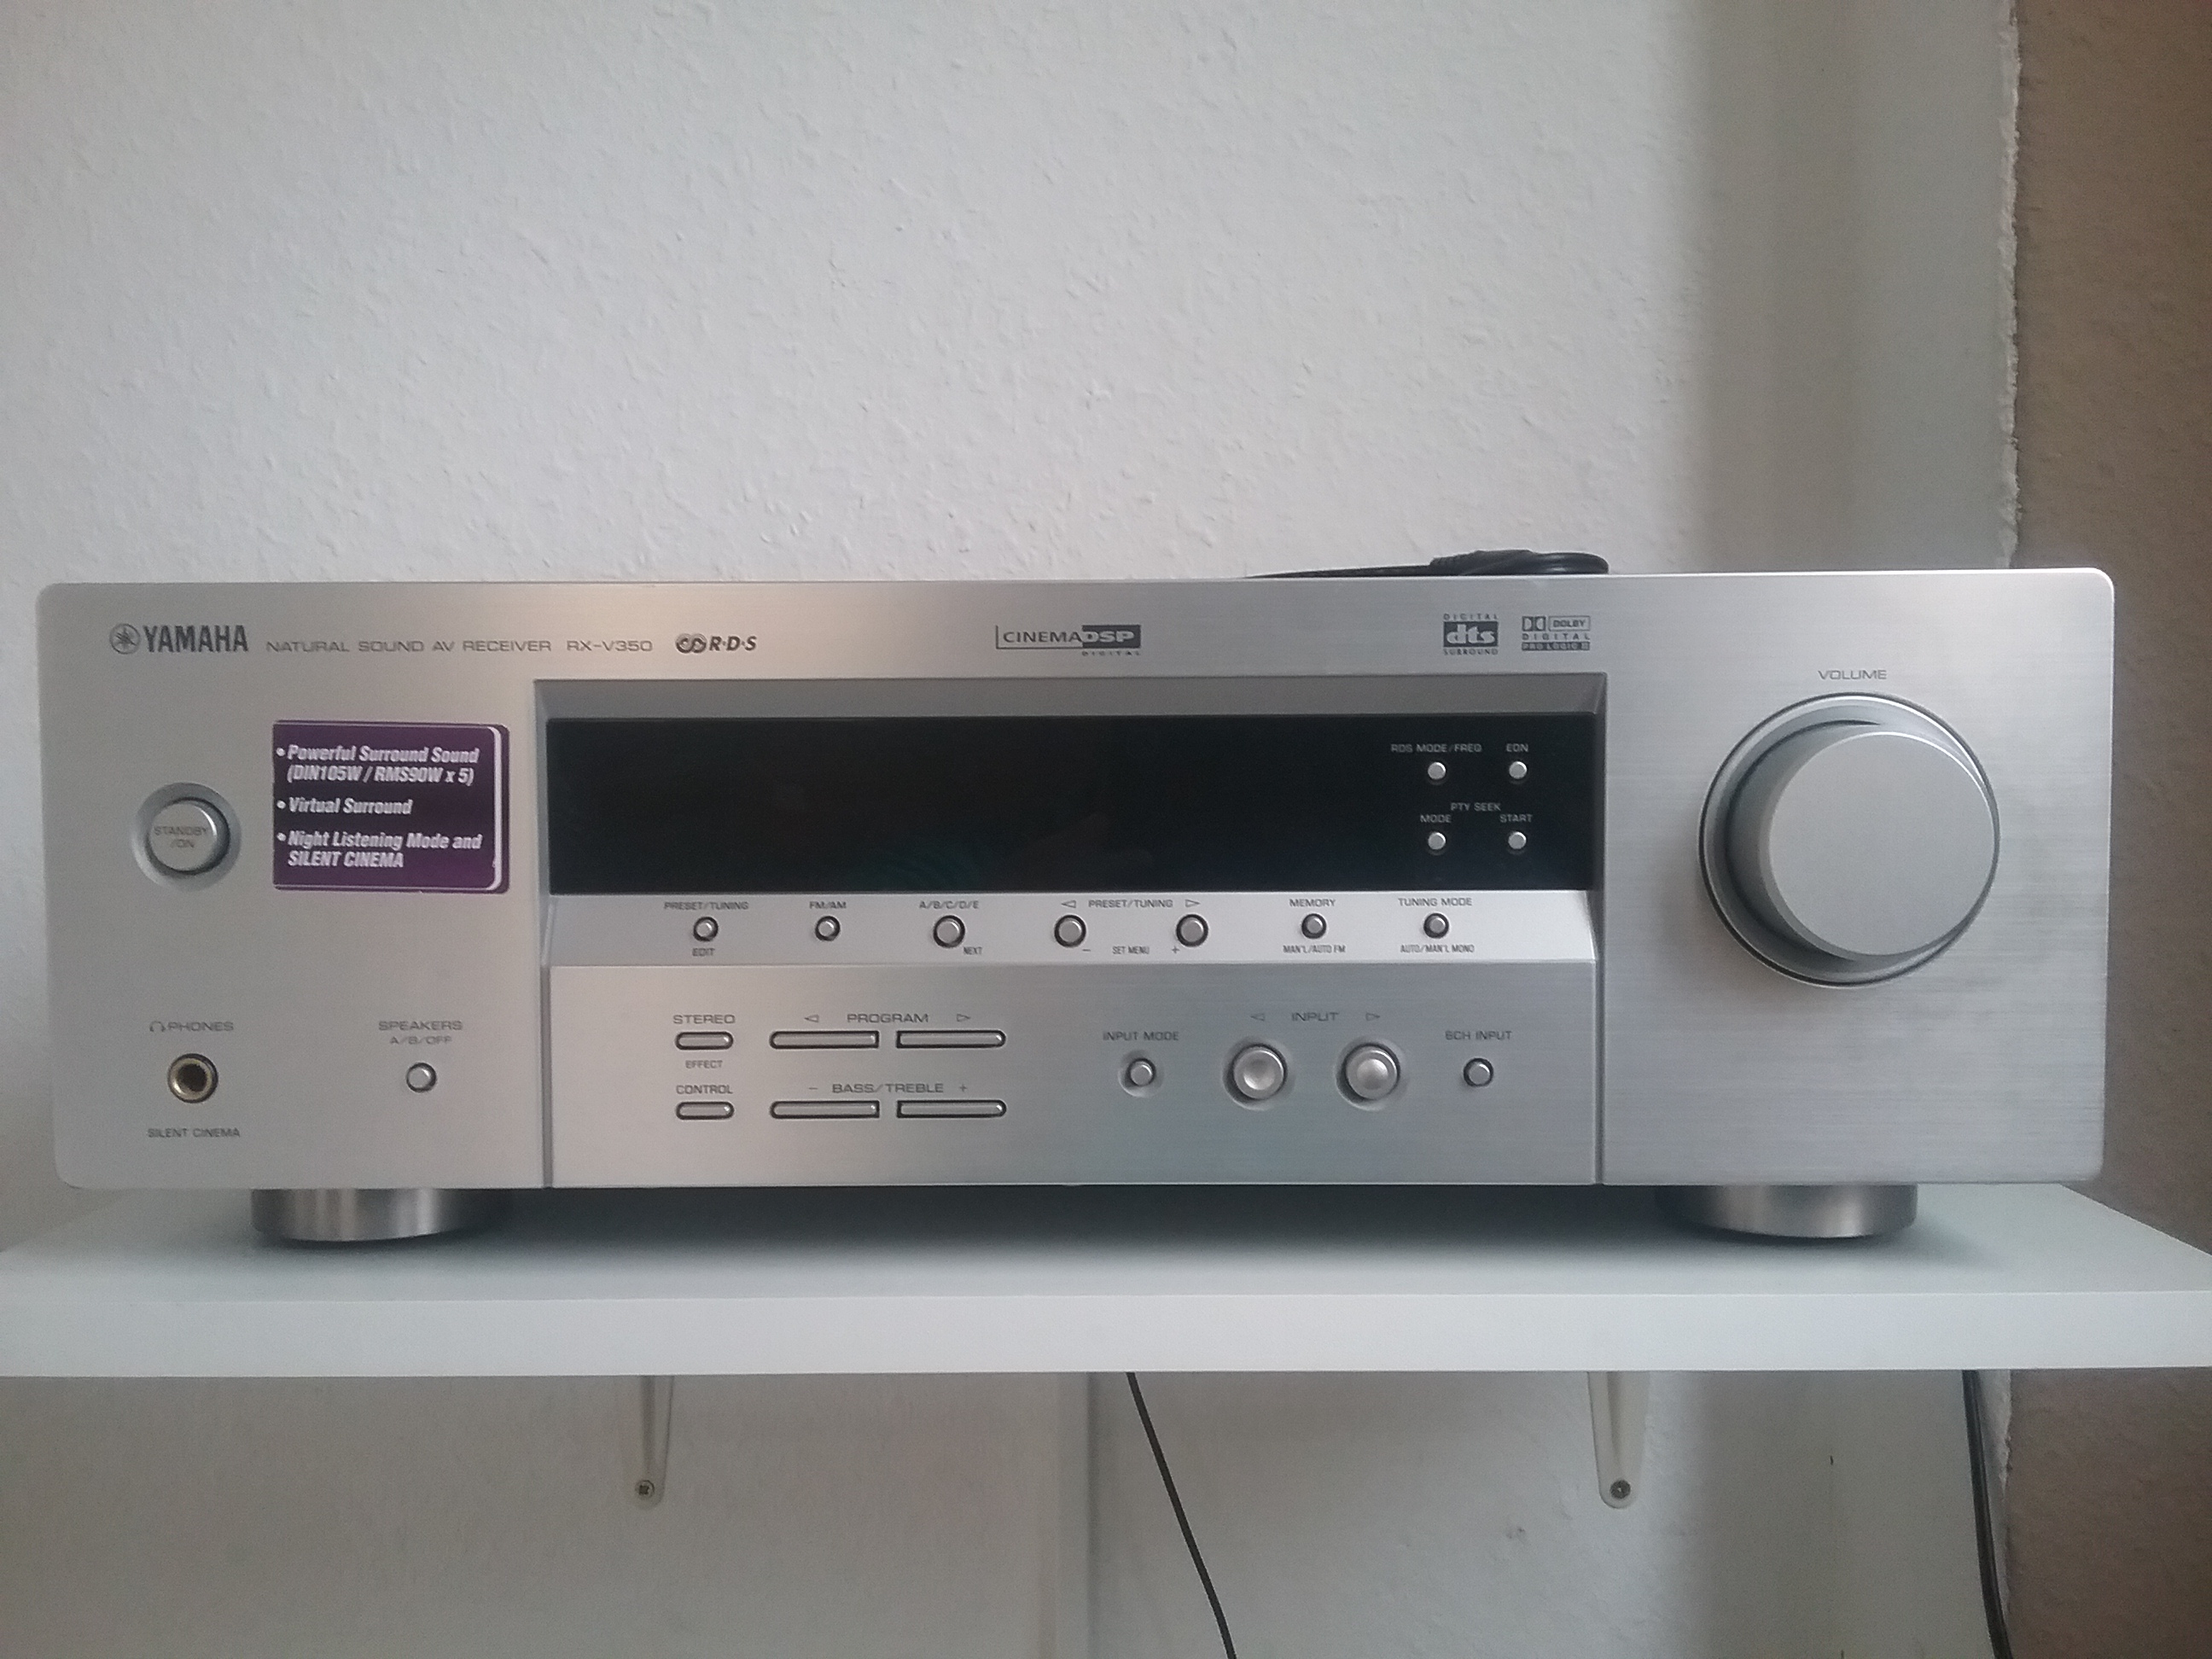 YAMAHA NATURAL SOUND AV RECEIVER RX-V350 R·D·S
CINEMA DSP
DIGITAL
DIGITAL
dts
SURROUND
DOLBY
DIGITAL
PRO LOGIC II
VOLUME
• Powerful Surround Sound
(DIN105W / RMS90W x 5)
• Virtual Surround
• Night Listening Mode and
SILENT CINEMA
STANDBY
/ON
RDS MODE/FREQ EON
PTY SEEK
MODE START
PRESET/TUNING FM/AM A/B/C/D/E ◁ PRESET/TUNING ▷ MEMORY TUNING MODE
EDIT NEXT − SET MENU + MAN'L/AUTO FM AUTO/MAN'L MONO
PHONES
SILENT CINEMA
SPEAKERS
A/B/OFF
STEREO ◁ PROGRAM ▷
EFFECT
CONTROL − BASS/TREBLE +
INPUT MODE ◁ INPUT ▷ 6CH INPUT